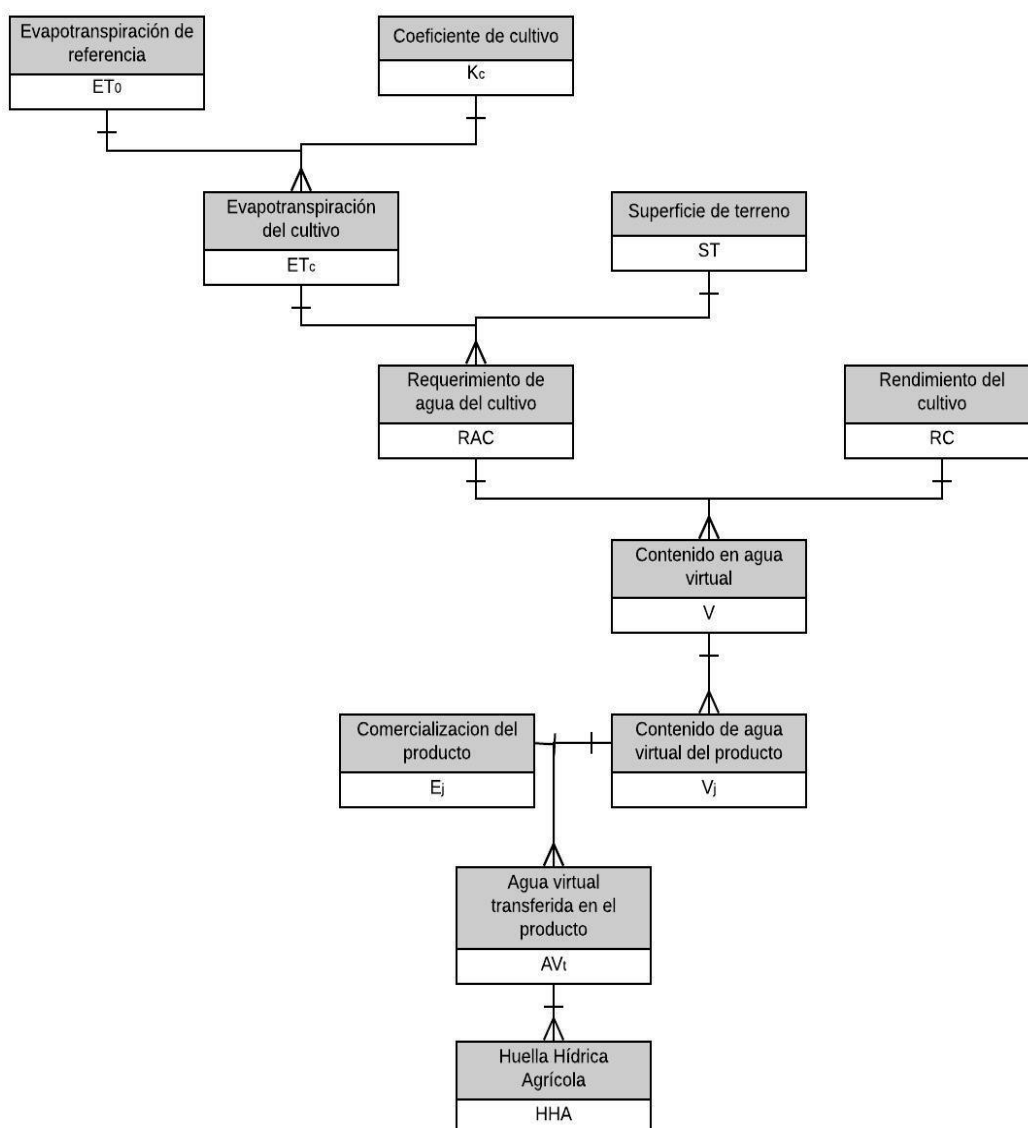 Evapotranspiración de
referencia
ET0
Coeficiente de cultivo
Kc
Evapotranspiración
del cultivo
ETc
Superficie de terreno
ST
Requerimiento de
agua del cultivo
RAC
Rendimiento del
cultivo
RC
Contenido en agua
virtual
V
Comercializacion del
producto
Ej
Contenido de agua
virtual del producto
Vj
Agua virtual
transferida en el
producto
AVt
Huella Hídrica
Agrícola
HHA